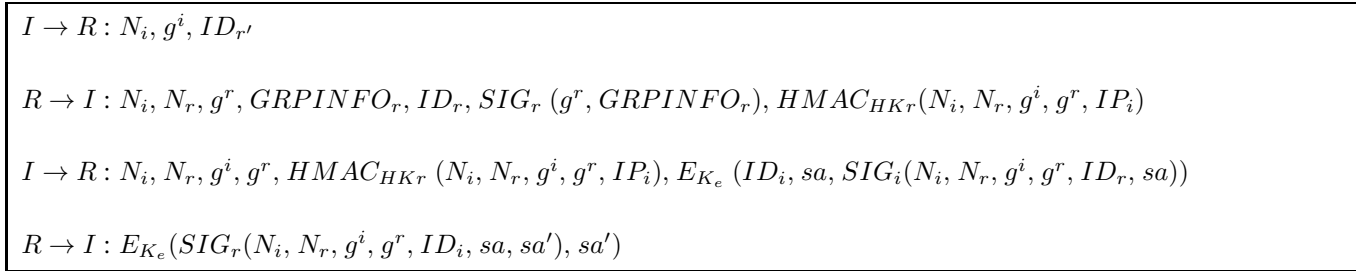 I → R : N_i, g^i, ID_{r'}
R → I : N_i, N_r, g^r, GRPINFO_r, ID_r, SIG_r (g^r, GRPINFO_r), HMAC_{HKr}(N_i, N_r, g^i, g^r, IP_i)
I → R : N_i, N_r, g^i, g^r, HMAC_{HKr} (N_i, N_r, g^i, g^r, IP_i), E_{K_e} (ID_i, sa, SIG_i(N_i, N_r, g^i, g^r, ID_r, sa))
R → I : E_{K_e}(SIG_r(N_i, N_r, g^i, g^r, ID_i, sa, sa'), sa')